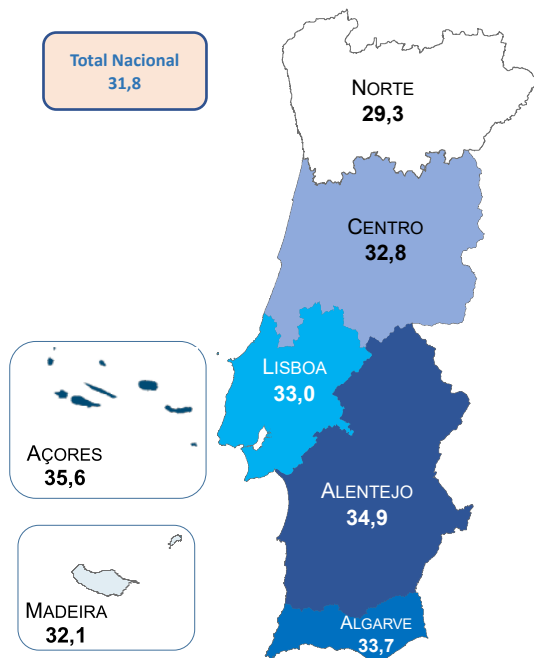 Total Nacional
31,8
NORTE
29,3
CENTRO
32,8
LISBOA
33,0
AÇORES
35,6
ALENTEJO
34,9
MADEIRA
32,1
ALGARVE
33,7